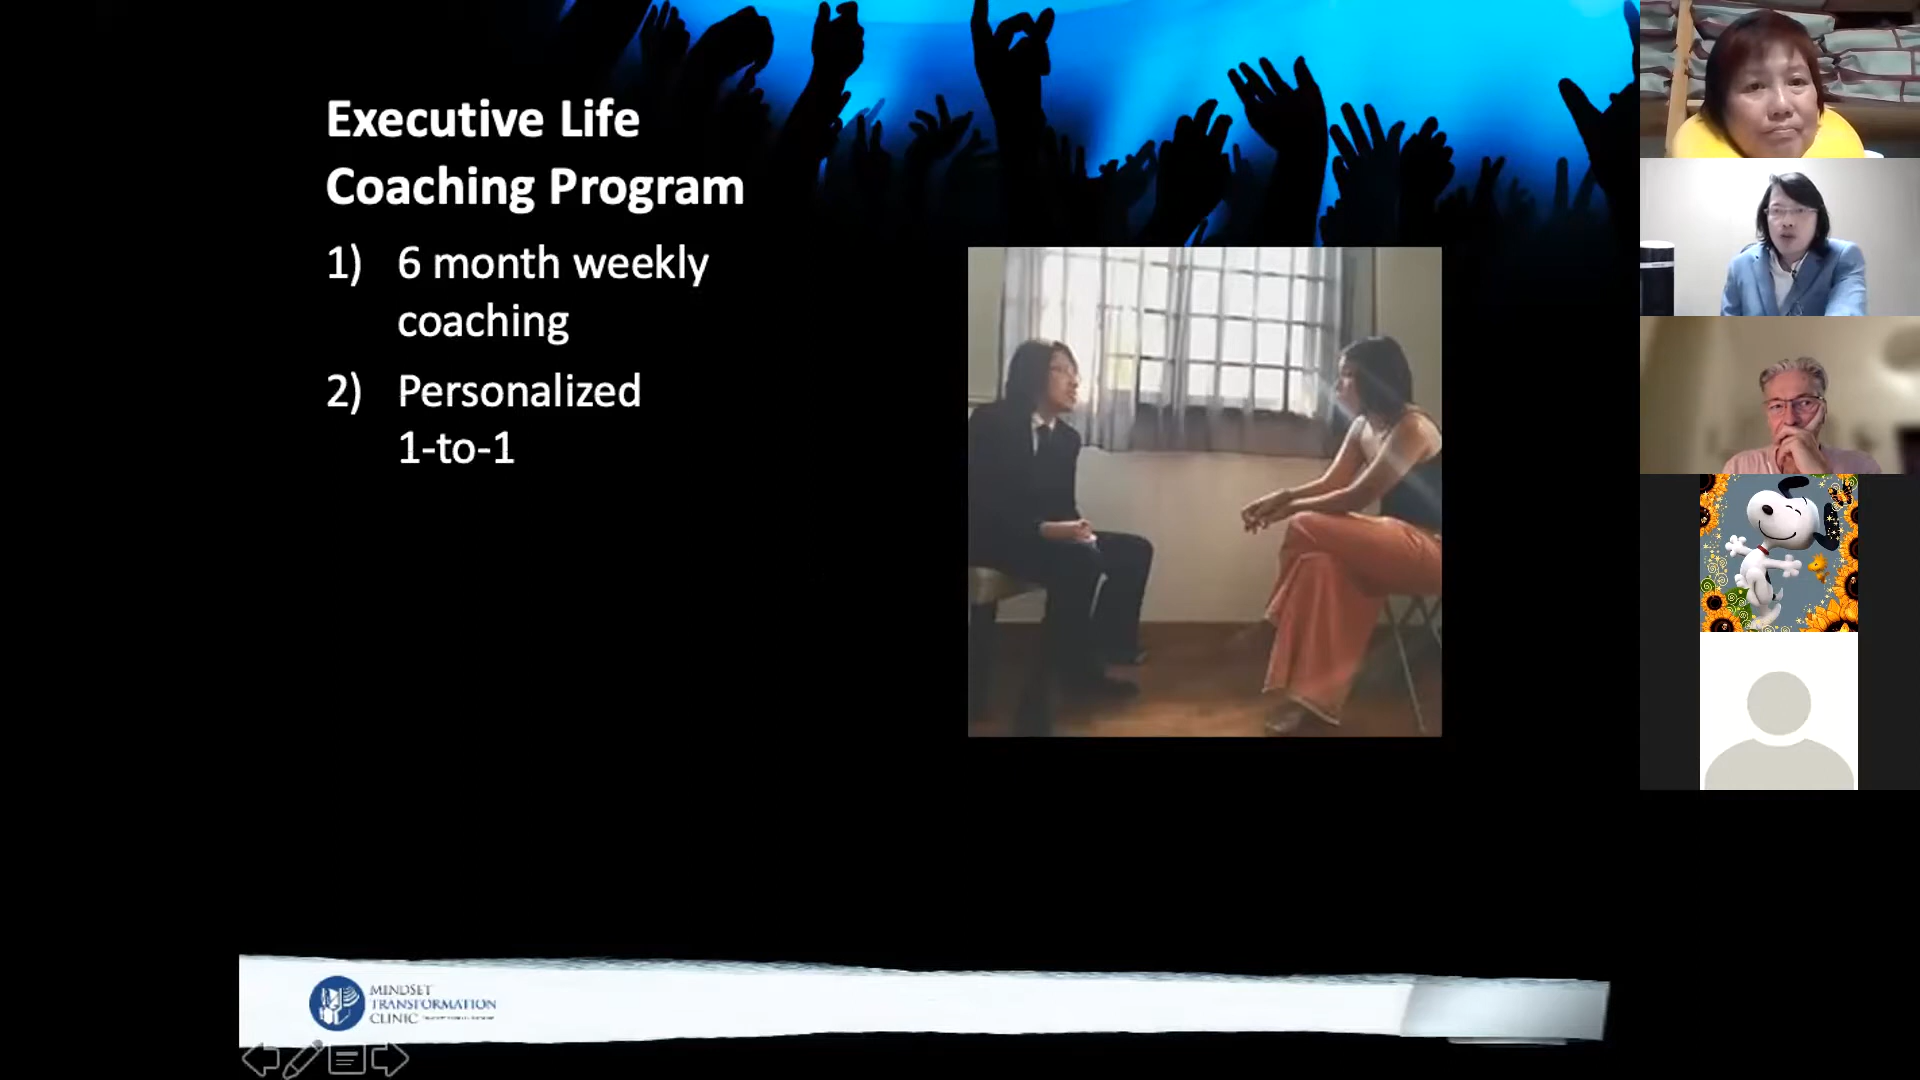 Executive Life
Coaching Program
1) 6 month weekly
coaching
2) Personalized
1-to-1
MINDSET
TRANSFORMATION
CLINIC